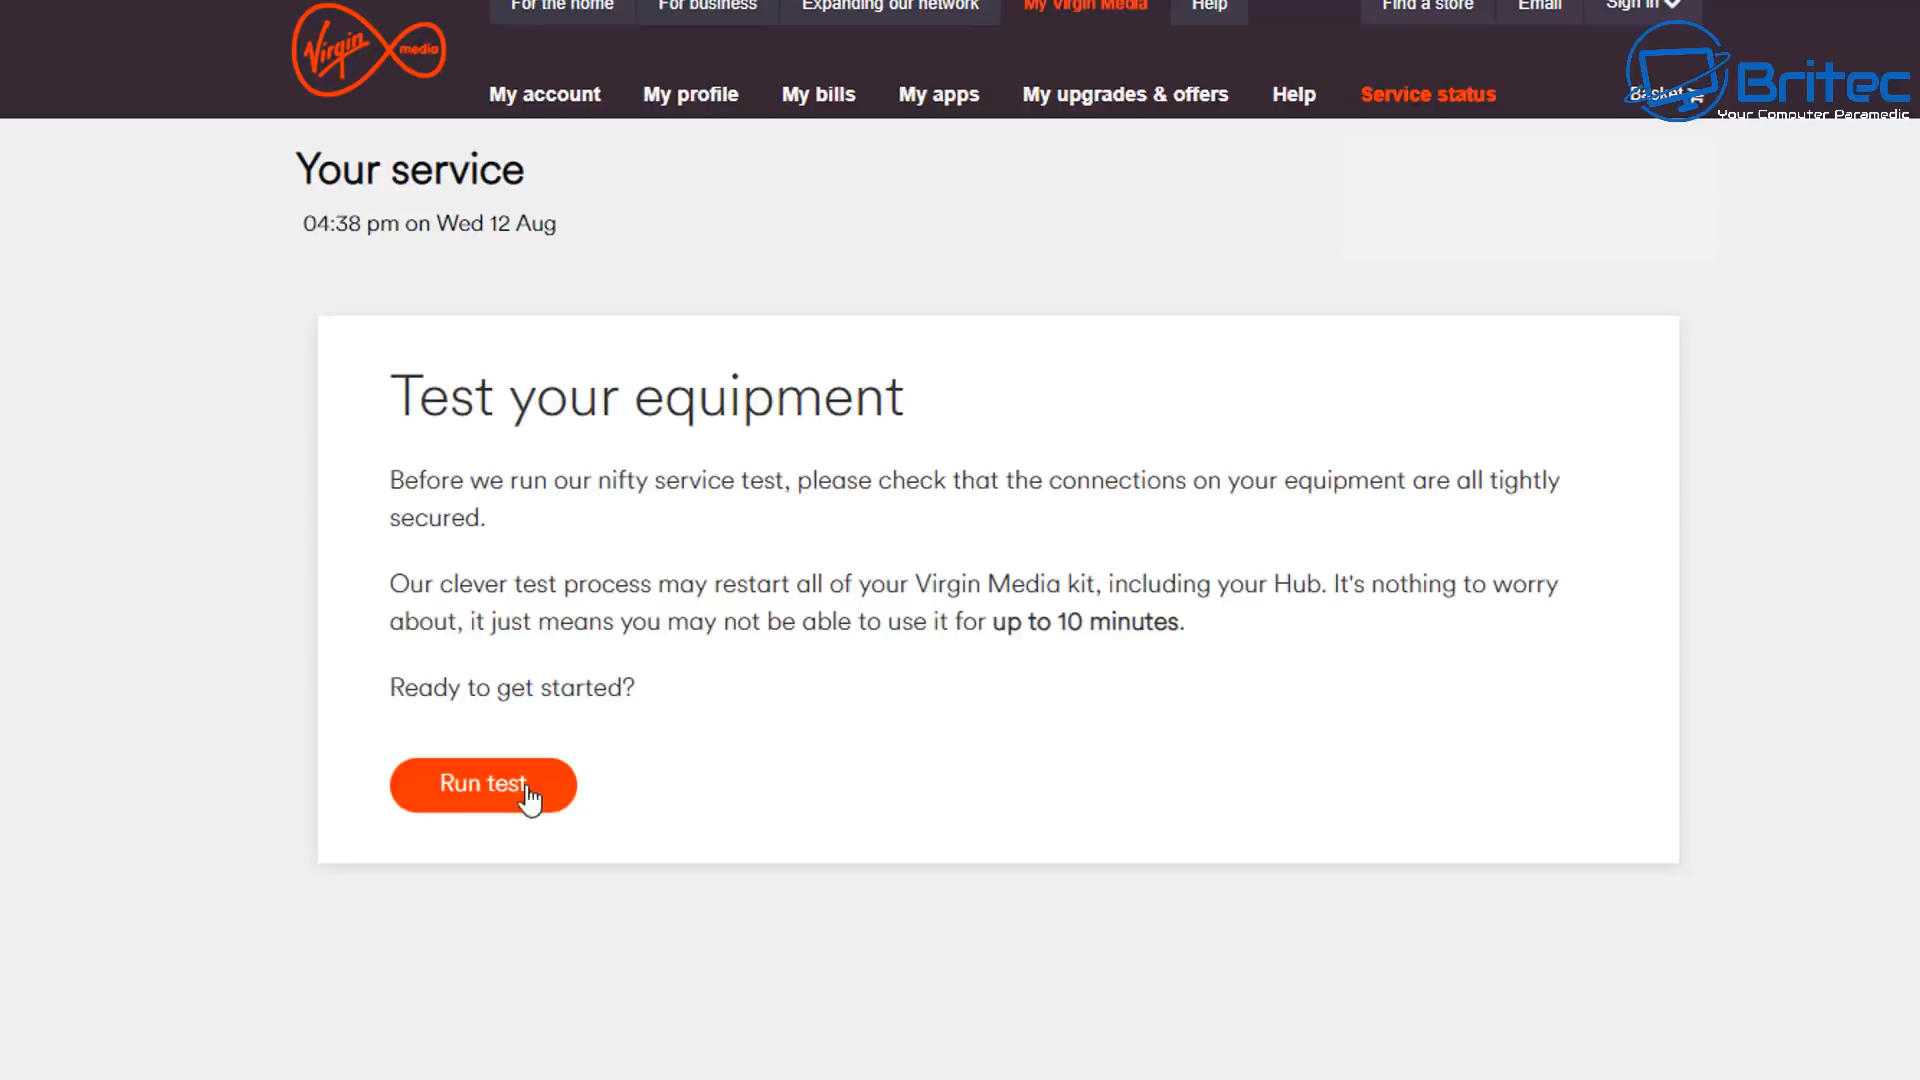 For the home For business Expanding our network My Virgin Media Help Find a store Email Sign in
Virgin media
My account My profile My bills My apps My upgrades & offers Help Service status Basket
Britec
Your Computer Paramedic
Your service
04:38 pm on Wed 12 Aug
Test your equipment
Before we run our nifty service test, please check that the connections on your equipment are all tightly
secured.
Our clever test process may restart all of your Virgin Media kit, including your Hub. It's nothing to worry
about, it just means you may not be able to use it for up to 10 minutes.
Ready to get started?
Run test